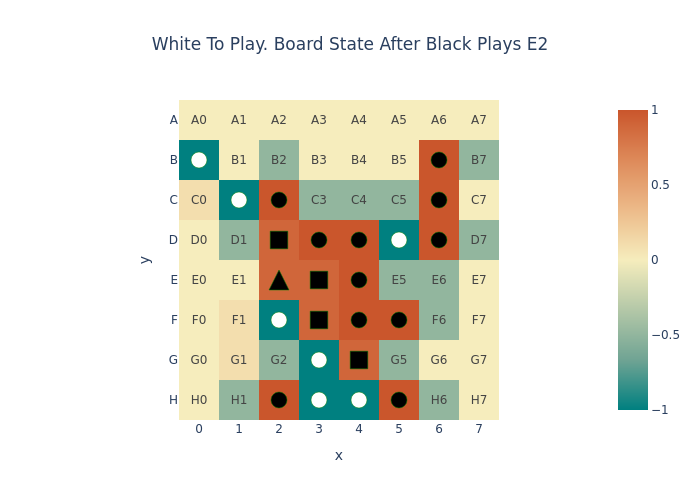 White To Play. Board State After Black Plays E2
A A0 A1 A2 A3 A4 A5 A6 A7
B B1 B2 B3 B4 B5 B7
C C0 C3 C4 C5 C7
D D0 D1 D7
E E0 E1 E5 E6 E7
F F0 F1 F6 F7
G G0 G1 G2 G5 G6 G7
H H0 H1 H6 H7
0 1 2 3 4 5 6 7
x
y
1
0.5
0
−0.5
−1